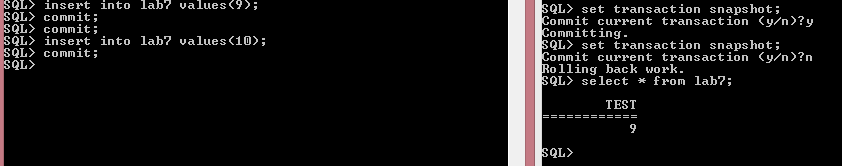 SQL> insert into lab7 values(9);
SQL> commit;
SQL> commit;
SQL> insert into lab7 values(10);
SQL> commit;
SQL>
SQL> set transaction snapshot;
Commit current transaction (y/n)?y
Committing.
SQL> set transaction snapshot;
Commit current transaction (y/n)?n
Rolling back work.
SQL> select * from lab7;
TEST
============
9
SQL>